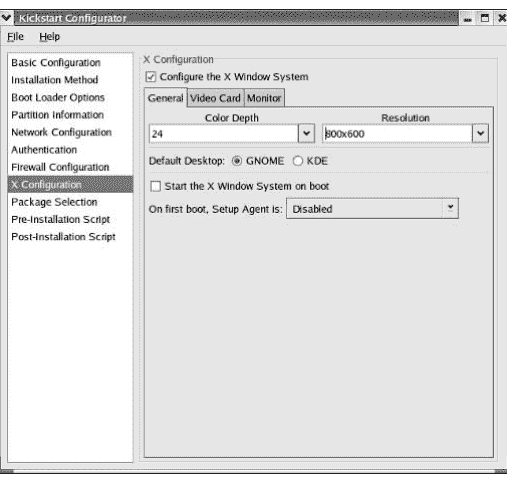 Kickstart Configurator
File Help
Basic Configuration
Installation Method
Boot Loader Options
Partition Information
Network Configuration
Authentication
Firewall Configuration
X Configuration
Package Selection
Pre-Installation Script
Post-Installation Script
X Configuration
Configure the X Window System
General Video Card Monitor
Color Depth Resolution
24 800x600
Default Desktop: GNOME KDE
Start the X Window System on boot
On first boot, Setup Agent is: Disabled